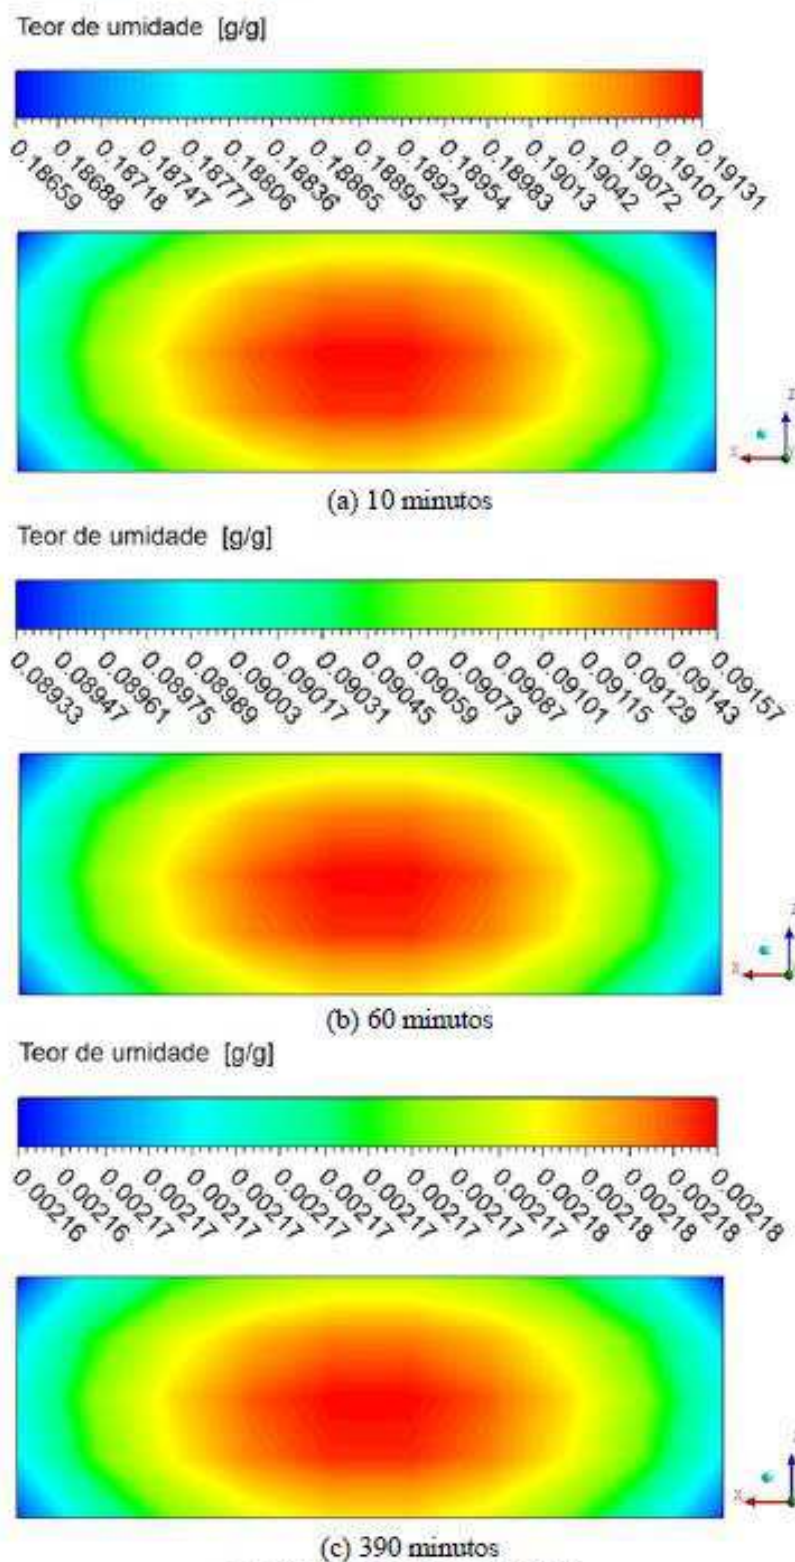 Teor de umidade [g/g]
0.18659 0.18688 0.18718 0.18747 0.18777 0.18806 0.18836 0.18865 0.18895 0.18924 0.18954 0.18983 0.19013 0.19042 0.19072 0.19101 0.19131
Z
X
(a) 10 minutos
Teor de umidade [g/g]
0.08933 0.08947 0.08961 0.08975 0.08989 0.09003 0.09017 0.09031 0.09045 0.09059 0.09073 0.09087 0.09101 0.09115 0.09129 0.09143 0.09157
X
(b) 60 minutos
Teor de umidade [g/g]
0.00216 0.00216 0.00217 0.00217 0.00217 0.00217 0.00217 0.00217 0.00217 0.00217 0.00217 0.00217 0.00218 0.00218 0.00218 0.00218 0.00218
X
(c) 390 minutos